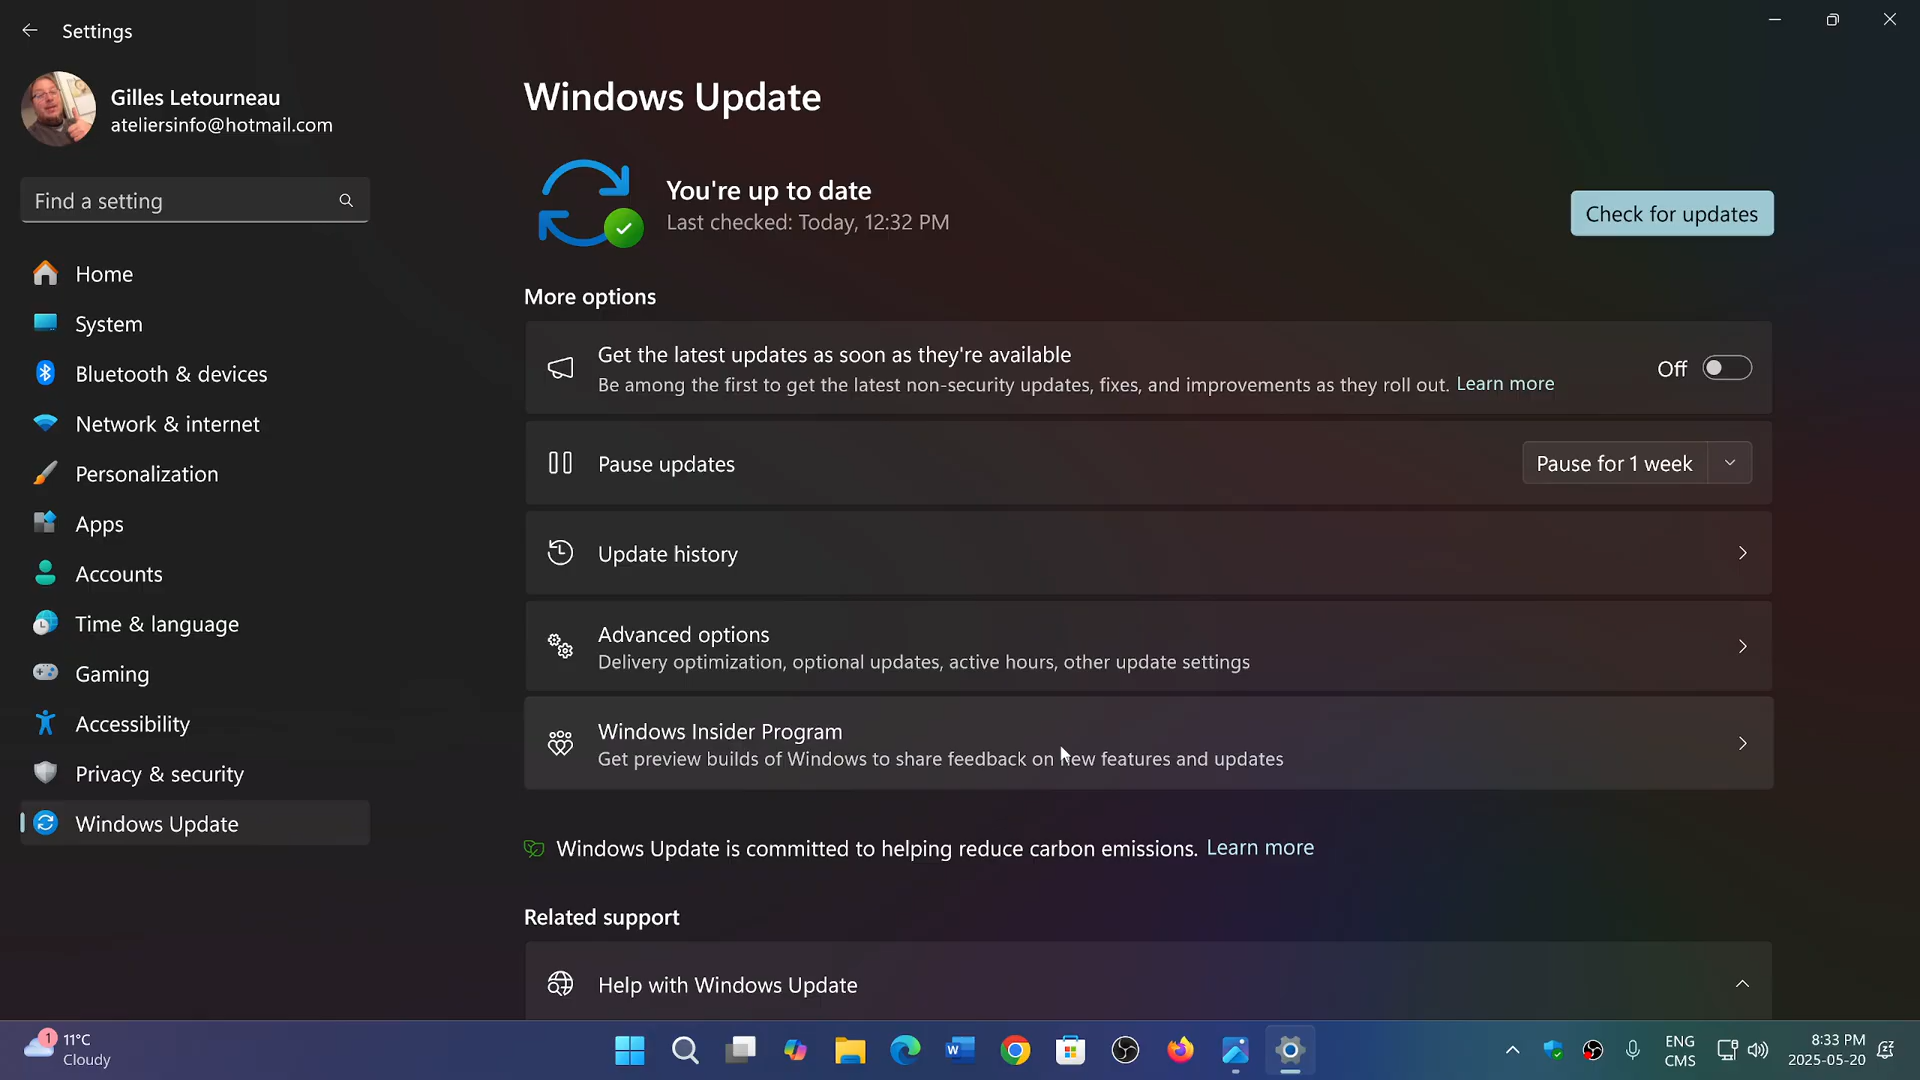 Settings
Gilles Letourneau
ateliersinfo@hotmail.com
Find a setting
Home
System
Bluetooth & devices
Network & internet
Personalization
Apps
Accounts
Time & language
Gaming
Accessibility
Privacy & security
Windows Update
Windows Update
You're up to date
Last checked: Today, 12:32 PM
Check for updates
More options
Get the latest updates as soon as they're available
Be among the first to get the latest non-security updates, fixes, and improvements as they roll out. Learn more
Off
Pause updates
Pause for 1 week
Update history
Advanced options
Delivery optimization, optional updates, active hours, other update settings
Windows Insider Program
Get preview builds of Windows to share feedback on new features and updates
Windows Update is committed to helping reduce carbon emissions. Learn more
Related support
Help with Windows Update
1
11°C
Cloudy
W
ENG
CMS
8:33 PM
2025-05-20